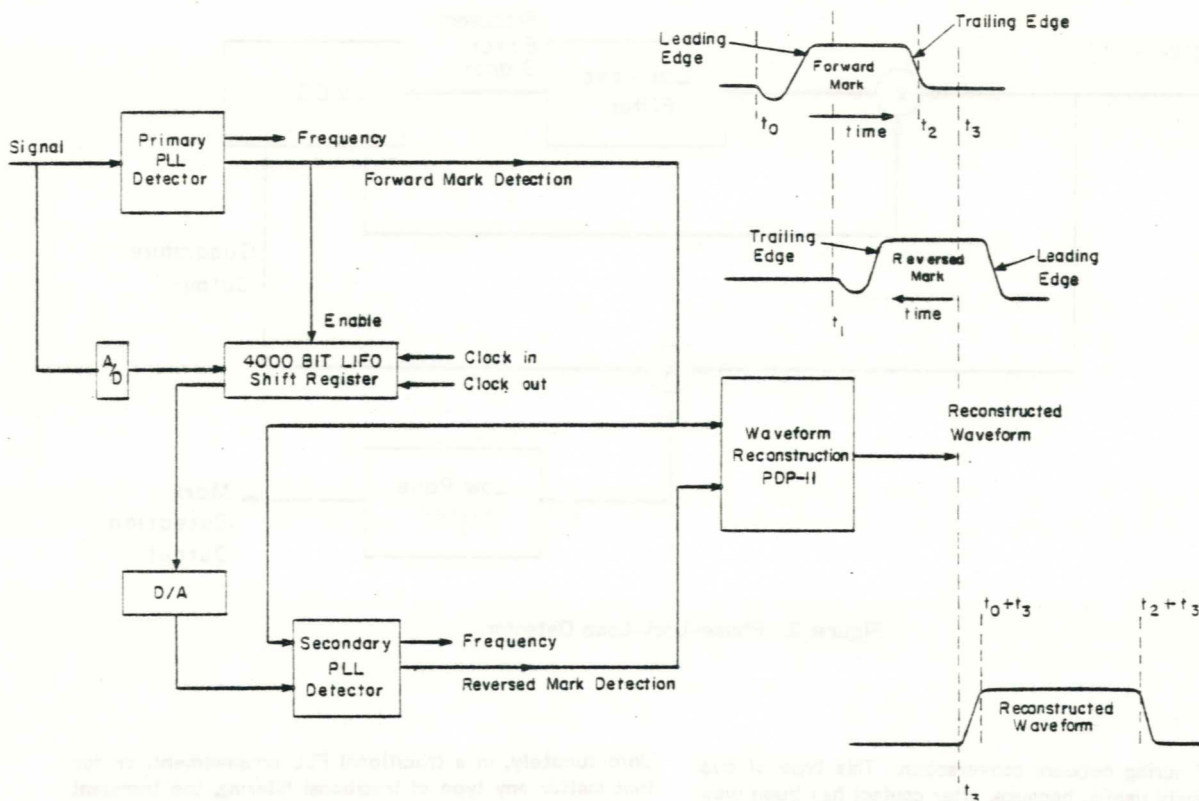 Trailing Edge
Leading
Edge
Forward
Mark
t0
time
t2
t3
Signal
Primary
PLL
Detector
Frequency
Forward Mark Detection
Trailing
Edge
Reversed
Mark
Leading
Edge
time
t1
Enable
A/D
4000 BIT LIFO
Shift Register
Clock in
Clock out
Waveform
Reconstruction
PDP-11
Reconstructed
Waveform
D/A
Secondary
PLL
Detector
Frequency
Reversed Mark Detection
t0+t3
t2+t3
Reconstructed
Waveform
t3